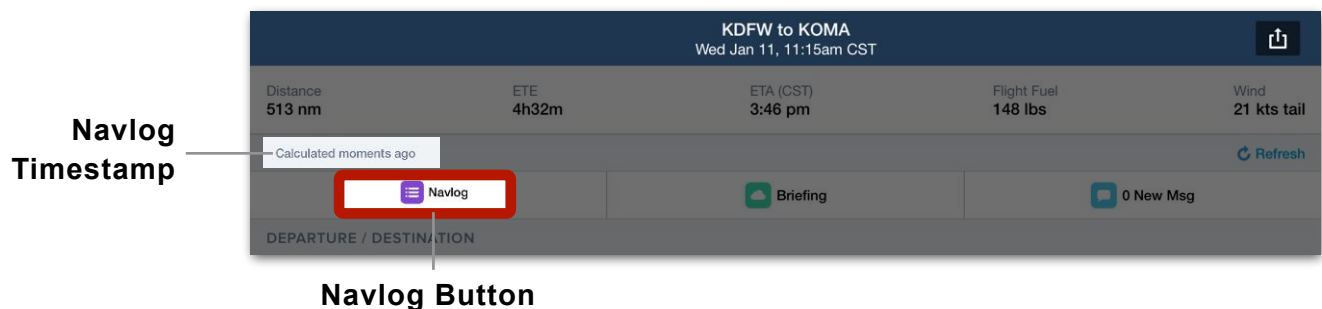 KDFW to KOMA
Wed Jan 11, 11:15am CST
Distance ETE ETA (CST) Flight Fuel Wind
513 nm 4h32m 3:46 pm 148 lbs 21 kts tail
Navlog
Timestamp
Calculated moments ago Refresh
Navlog Briefing 0 New Msg
DEPARTURE / DESTINATION
Navlog Button